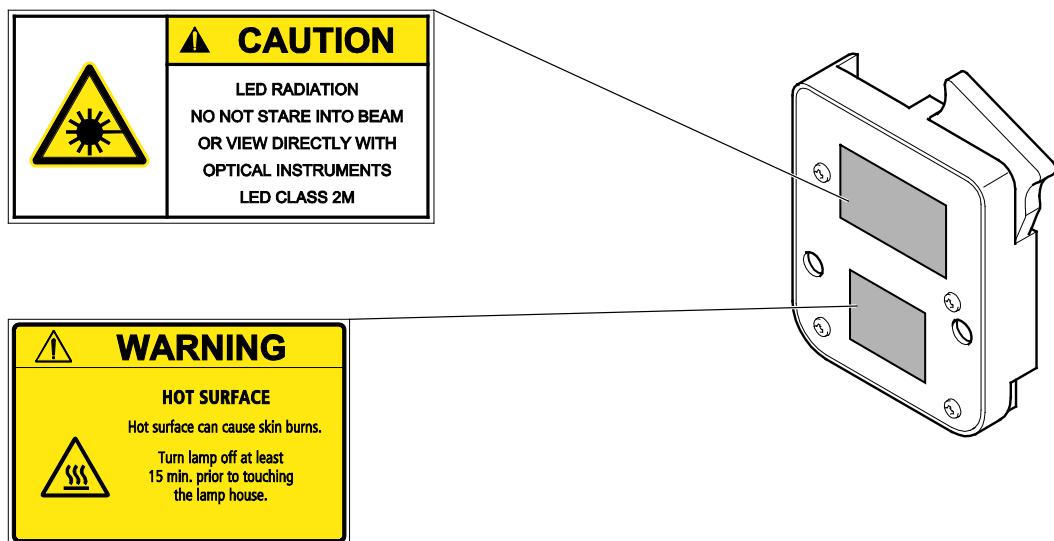 CAUTION
LED RADIATION
NO NOT STARE INTO BEAM
OR VIEW DIRECTLY WITH
OPTICAL INSTRUMENTS
LED CLASS 2M
WARNING
HOT SURFACE
Hot surface can cause skin burns.
Turn lamp off at least
15 min. prior to touching
the lamp house.